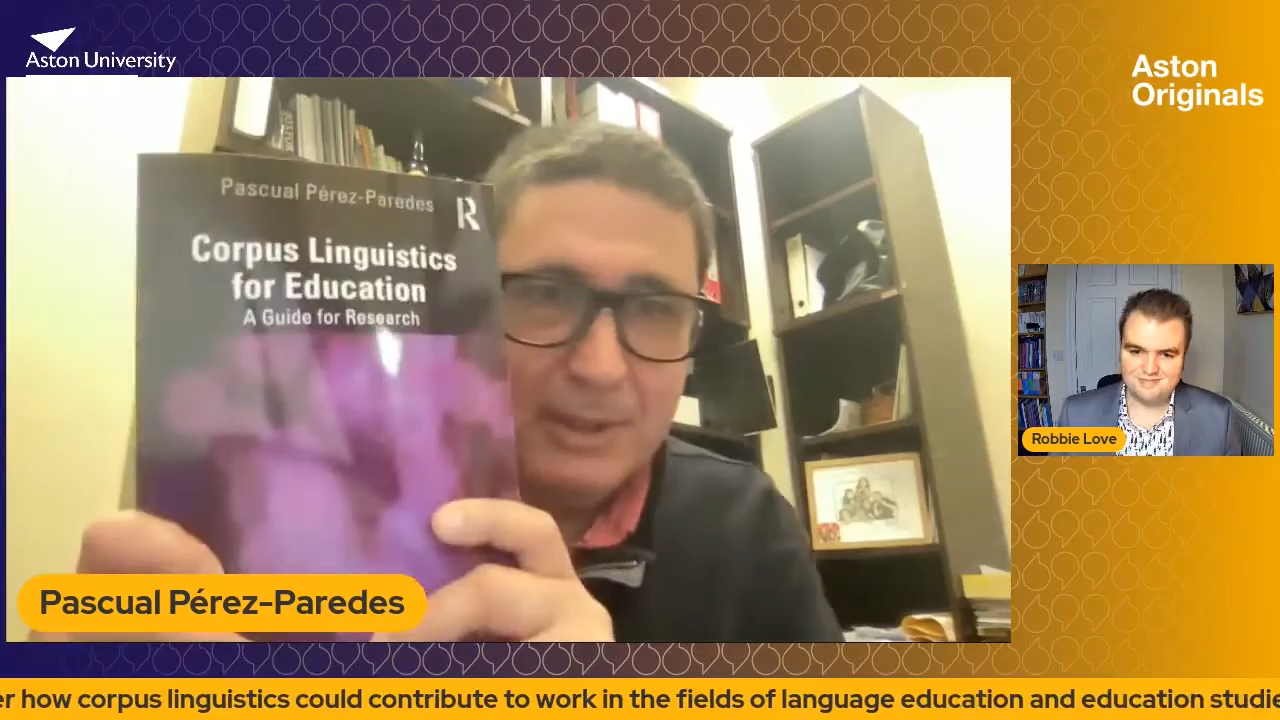 Aston University
Aston
Originals
Pascual Pérez-Paredes
R
Corpus Linguistics
for Education
A Guide for Research
Robbie Love
Pascual Pérez-Paredes
er how corpus linguistics could contribute to work in the fields of language education and education studie